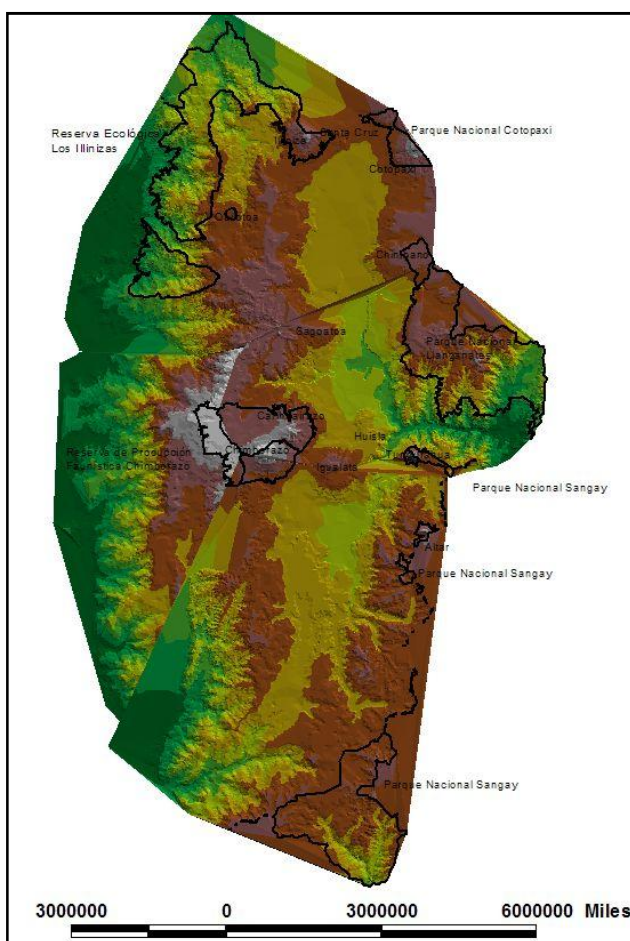 Reserva Ecológica
Los Illinizas
Santa Cruz
Parque Nacional Cotopaxi
Cotopaxi
Sagoatoa
Parque Nacional
Llanganates
Huisla
Reserva de Producción
Faunística Chimborazo
Chimborazo
Igualata
Parque Nacional Sangay
Altar
Parque Nacional Sangay
Parque Nacional Sangay
3000000 0 3000000 6000000 Miles